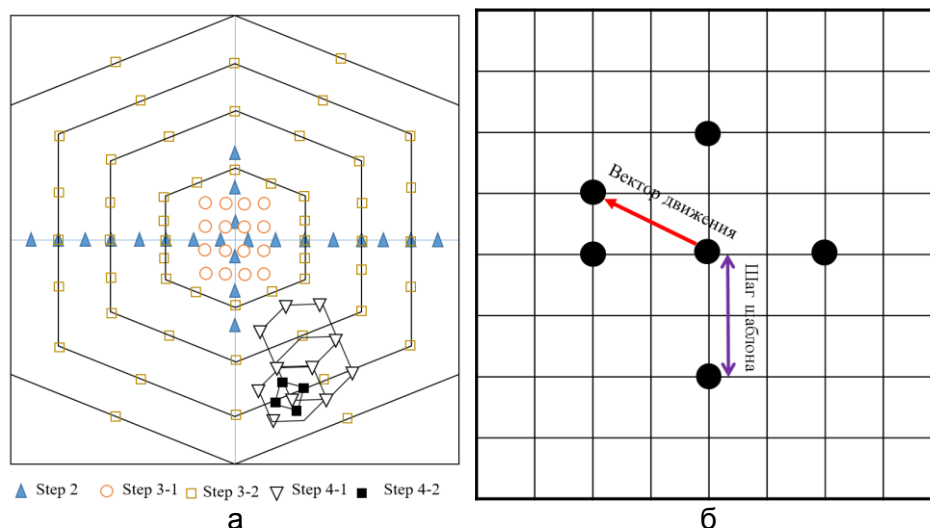 Вектор движения
Шаг шаблона
Step 2 Step 3-1 Step 3-2 Step 4-1 Step 4-2
а
б